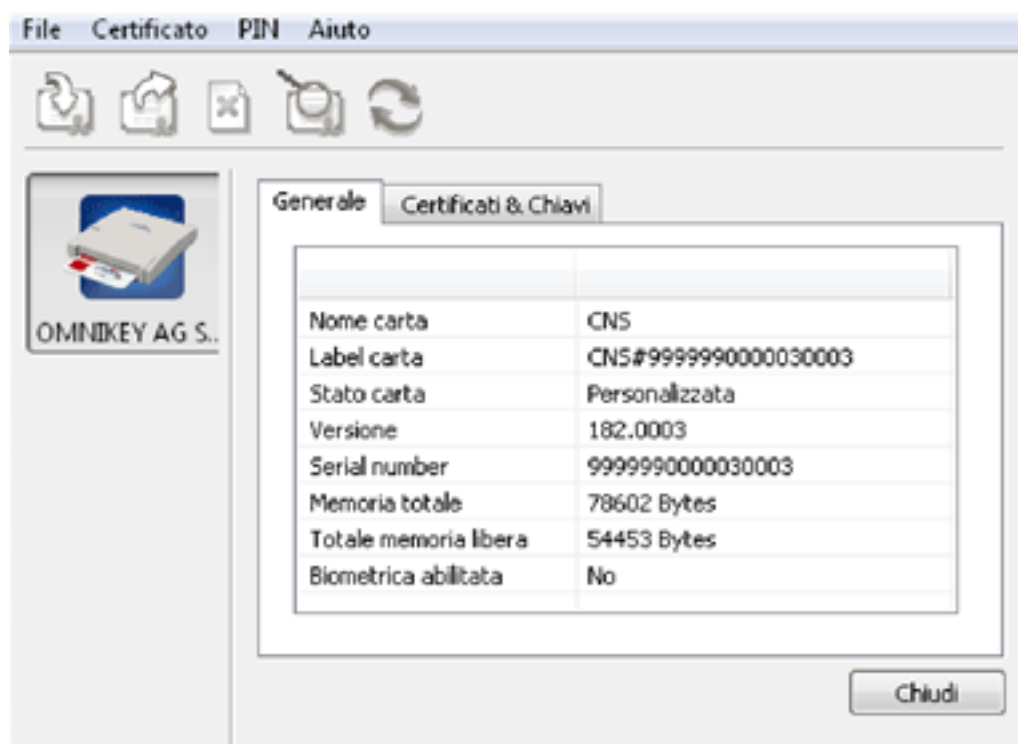 File Certificato PIN Aiuto
OMNIKEY AG S..
Generale Certificati & Chiavi
Nome carta CNS
Label carta CNS#9999990000030003
Stato carta Personalizzata
Versione 182.0003
Serial number 9999990000030003
Memoria totale 78602 Bytes
Totale memoria libera 54453 Bytes
Biometrica abilitata No
Chiudi